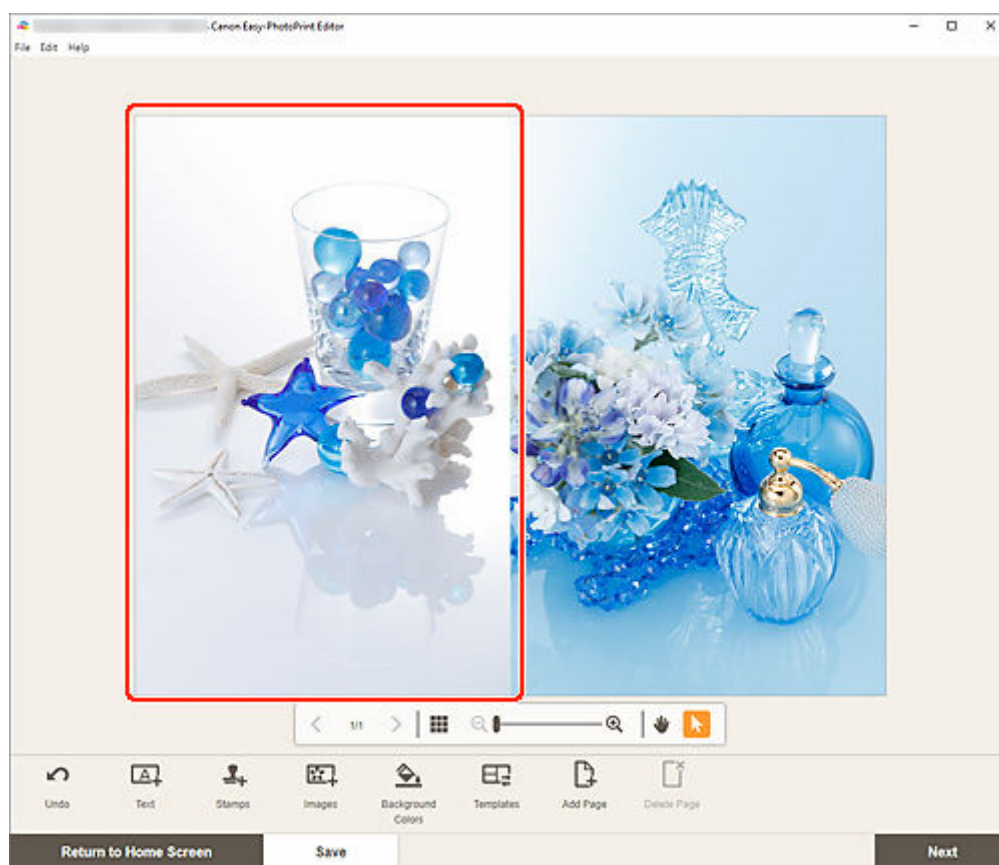 - Canon Easy-PhotoPrint Editor
File Edit Help
1/1
Undo Text Stamps Images Background Colors Templates Add Page Delete Page
Return to Home Screen Save Next